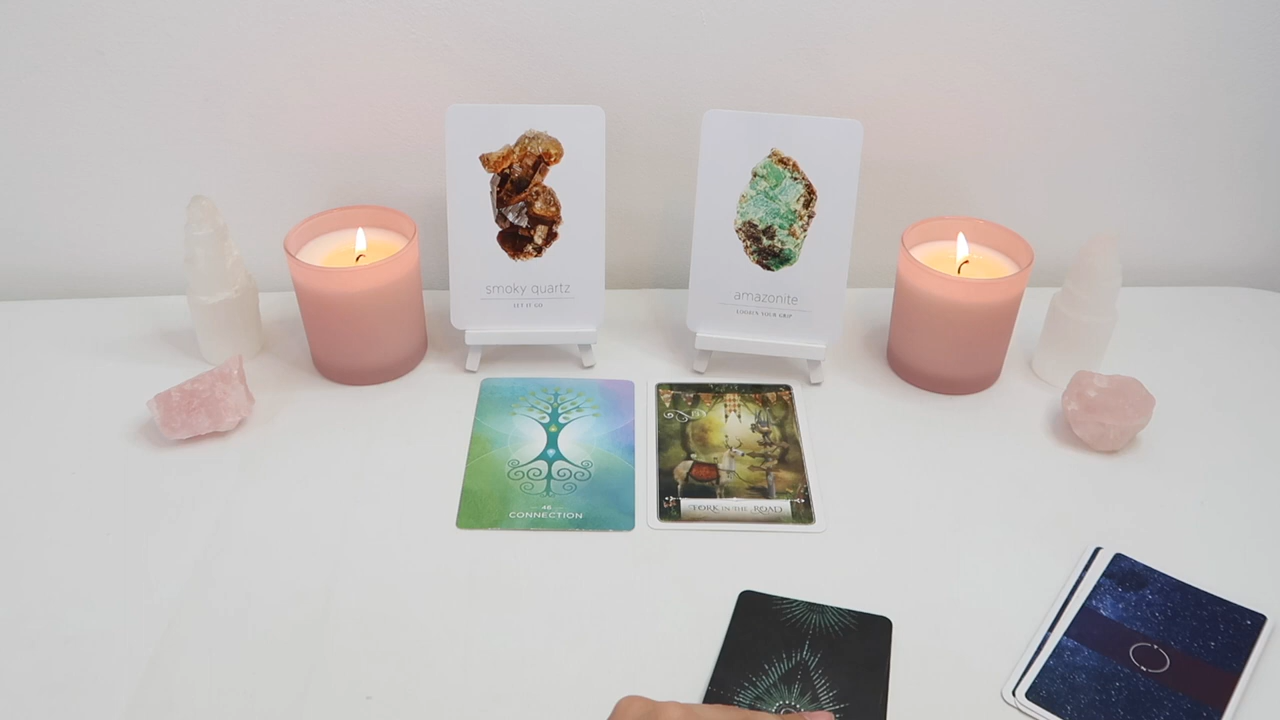 smoky quartz
LET IT GO
amazonite
LOOSEN YOUR GRIP
48
CONNECTION
FORK IN THE ROAD